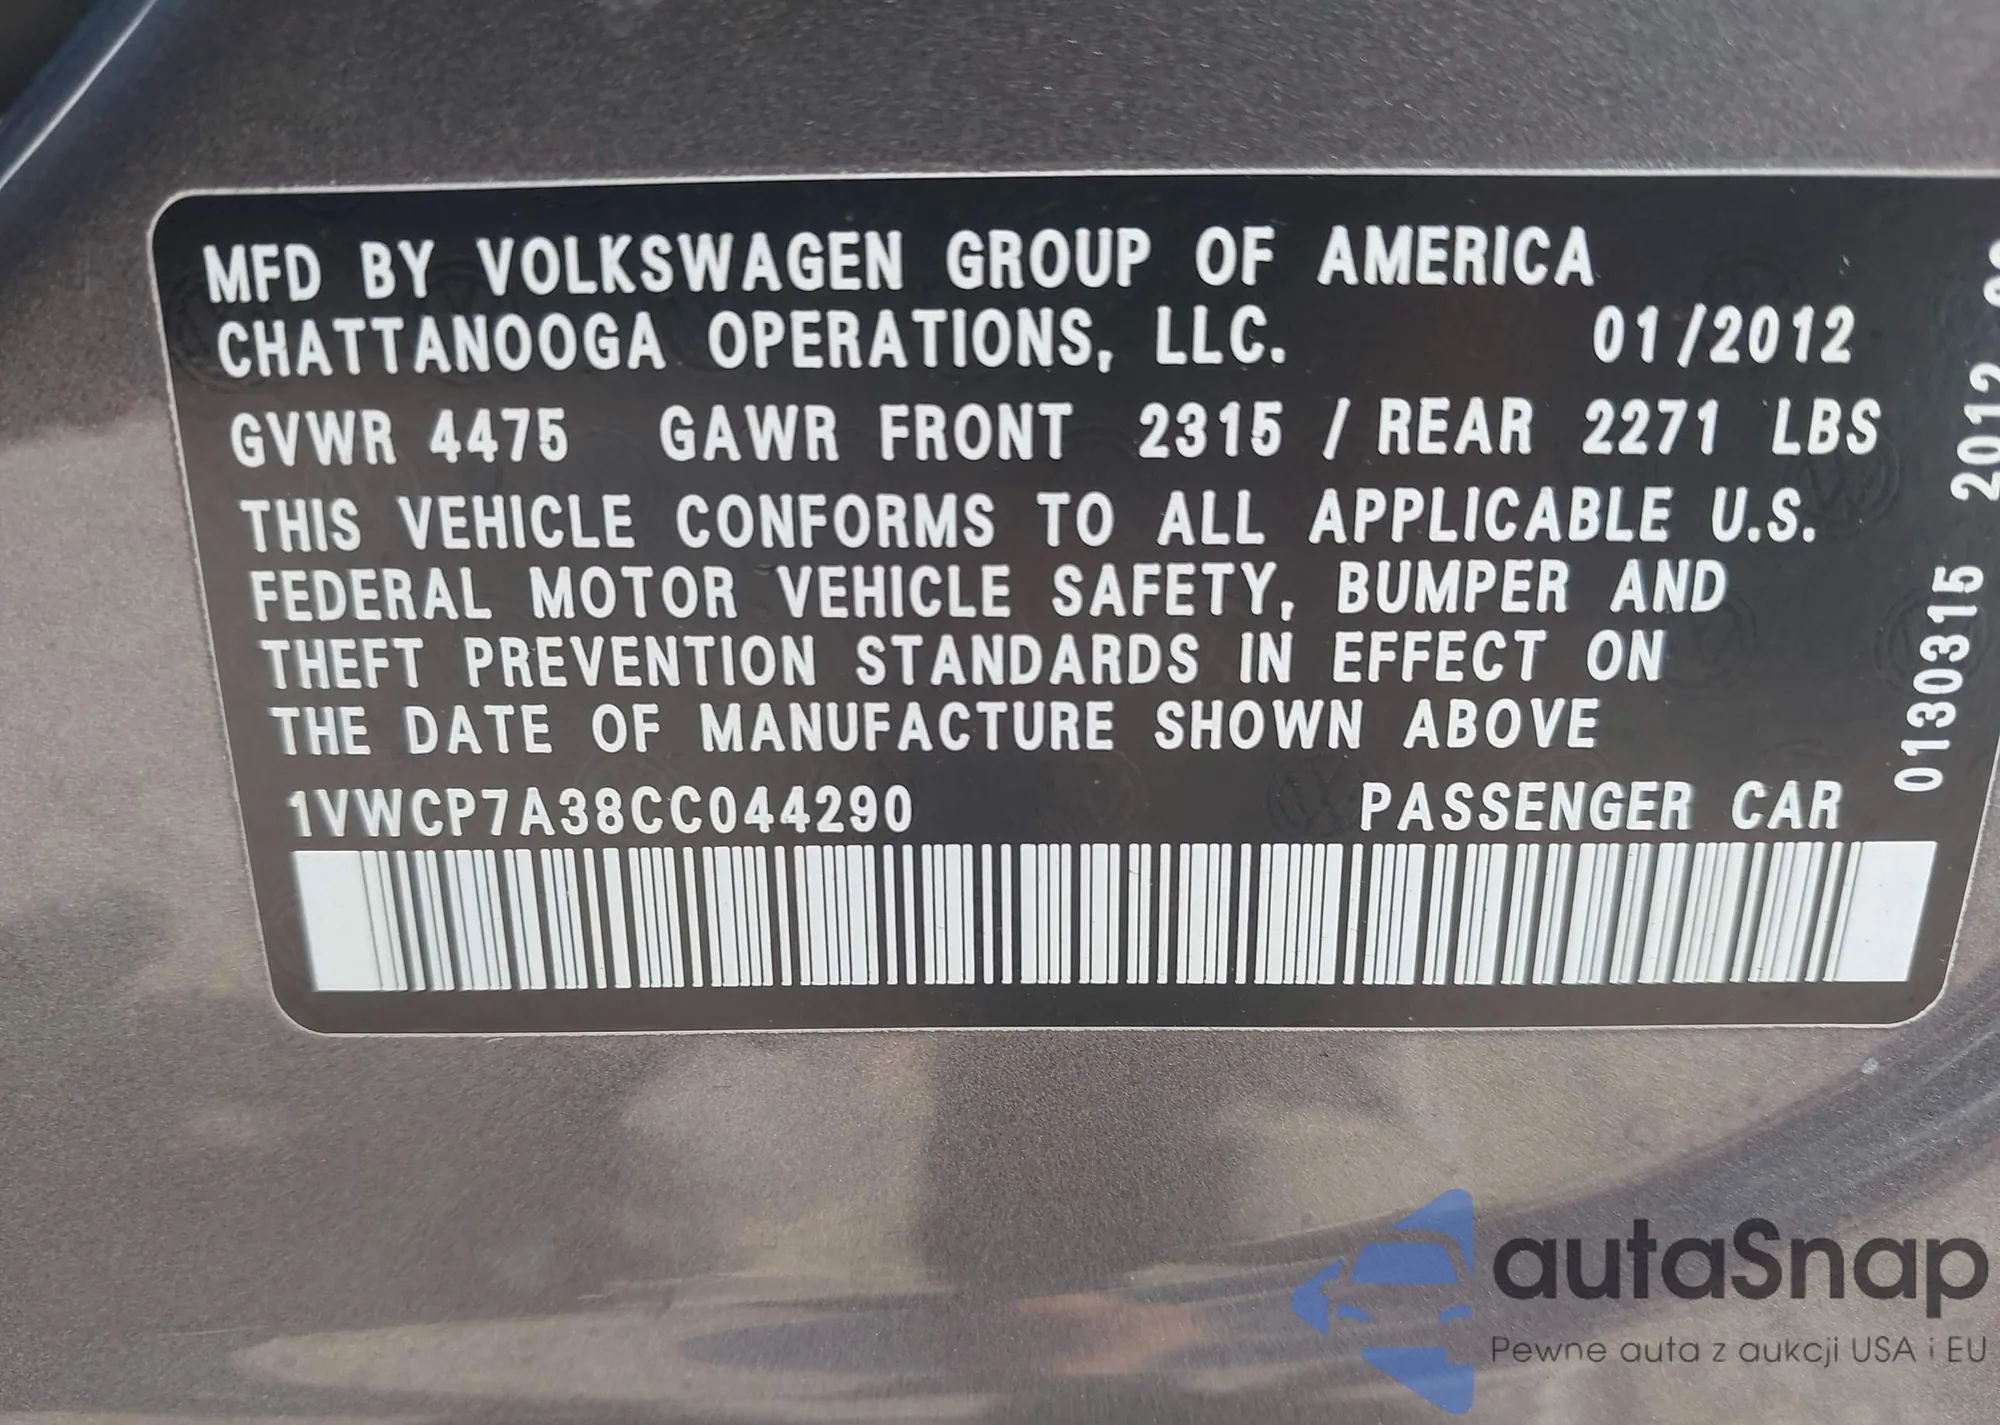 MFD BY VOLKSWAGEN GROUP OF AMERICA
CHATTANOOGA OPERATIONS, LLC. 01/2012
GVWR 4475 GAWR FRONT 2315 / REAR 2271 LBS
THIS VEHICLE CONFORMS TO ALL APPLICABLE U.S.
FEDERAL MOTOR VEHICLE SAFETY, BUMPER AND
THEFT PREVENTION STANDARDS IN EFFECT ON
THE DATE OF MANUFACTURE SHOWN ABOVE
1VWCP7A38CC044290 PASSENGER CAR
0130315 2012
autaSnap
Pewne auta z aukcji USA i EU